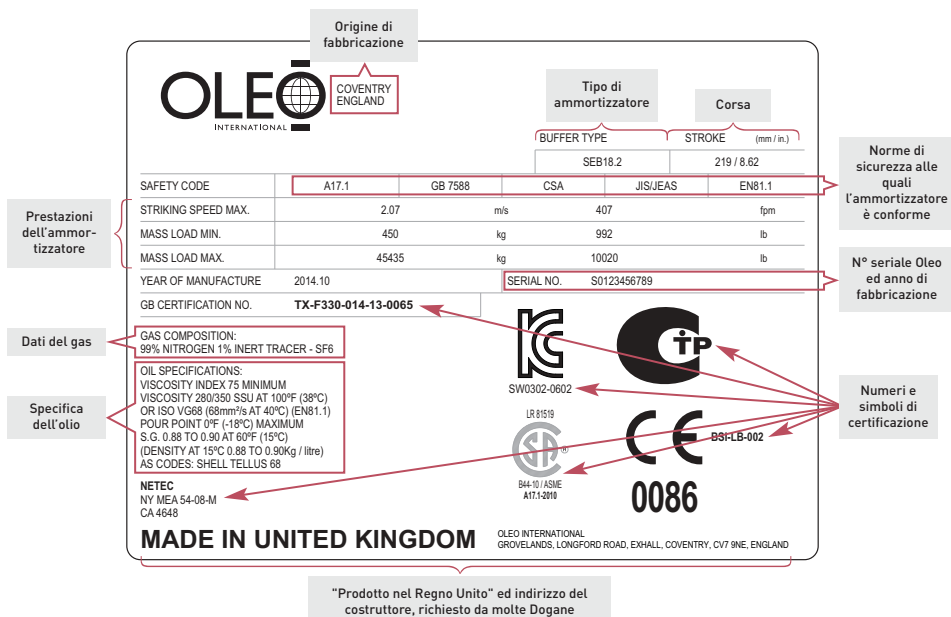 Origine di
fabbricazione
OLEO
INTERNATIONAL
COVENTRY
ENGLAND
Tipo di
ammortizzatore
Corsa
BUFFER TYPE
STROKE (mm / in.)
SEB18.2 219 / 8.62
Norme di
sicurezza alle
quali
l'ammortizzatore
è conforme
SAFETY CODE A17.1 GB 7588 CSA JIS/JEAS EN81.1
Prestazioni
dell'ammor-
tizzatore
STRIKING SPEED MAX. 2.07 m/s 407 fpm
MASS LOAD MIN. 450 kg 992 lb
MASS LOAD MAX. 45435 kg 10020 lb
YEAR OF MANUFACTURE 2014.10 SERIAL NO. S0123456789
N° seriale Oleo
ed anno di
fabbricazione
GB CERTIFICATION NO. TX-F330-014-13-0065
Dati del gas
GAS COMPOSITION:
99% NITROGEN 1% INERT TRACER - SF6
Specifica
dell'olio
OIL SPECIFICATIONS:
VISCOSITY INDEX 75 MINIMUM
VISCOSITY 280/350 SSU AT 100ºF (38ºC)
OR ISO VG68 (68mm²/s AT 40ºC) (EN81.1)
POUR POINT 0ºF (-18ºC) MAXIMUM
S.G. 0.88 TO 0.90 AT 60ºF (15ºC)
(DENSITY AT 15ºC 0.88 TO 0.90Kg / litre)
AS CODES: SHELL TELLUS 68
NETEC
NY MEA 54-08-M
CA 4648
SW0302-0602
TP
LR 81519
®
B44-10 / ASME
A17.1-2010
CE
BSI-LB-002
0086
Numeri e
simboli di
certificazione
MADE IN UNITED KINGDOM
OLEO INTERNATIONAL
GROVELANDS, LONGFORD ROAD, EXHALL, COVENTRY, CV7 9NE, ENGLAND
"Prodotto nel Regno Unito" ed indirizzo del
costruttore, richiesto da molte Dogane